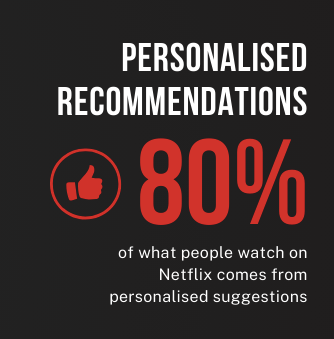 PERSONALISED
RECOMMENDATIONS
80%
of what people watch on
Netflix comes from
personalised suggestions